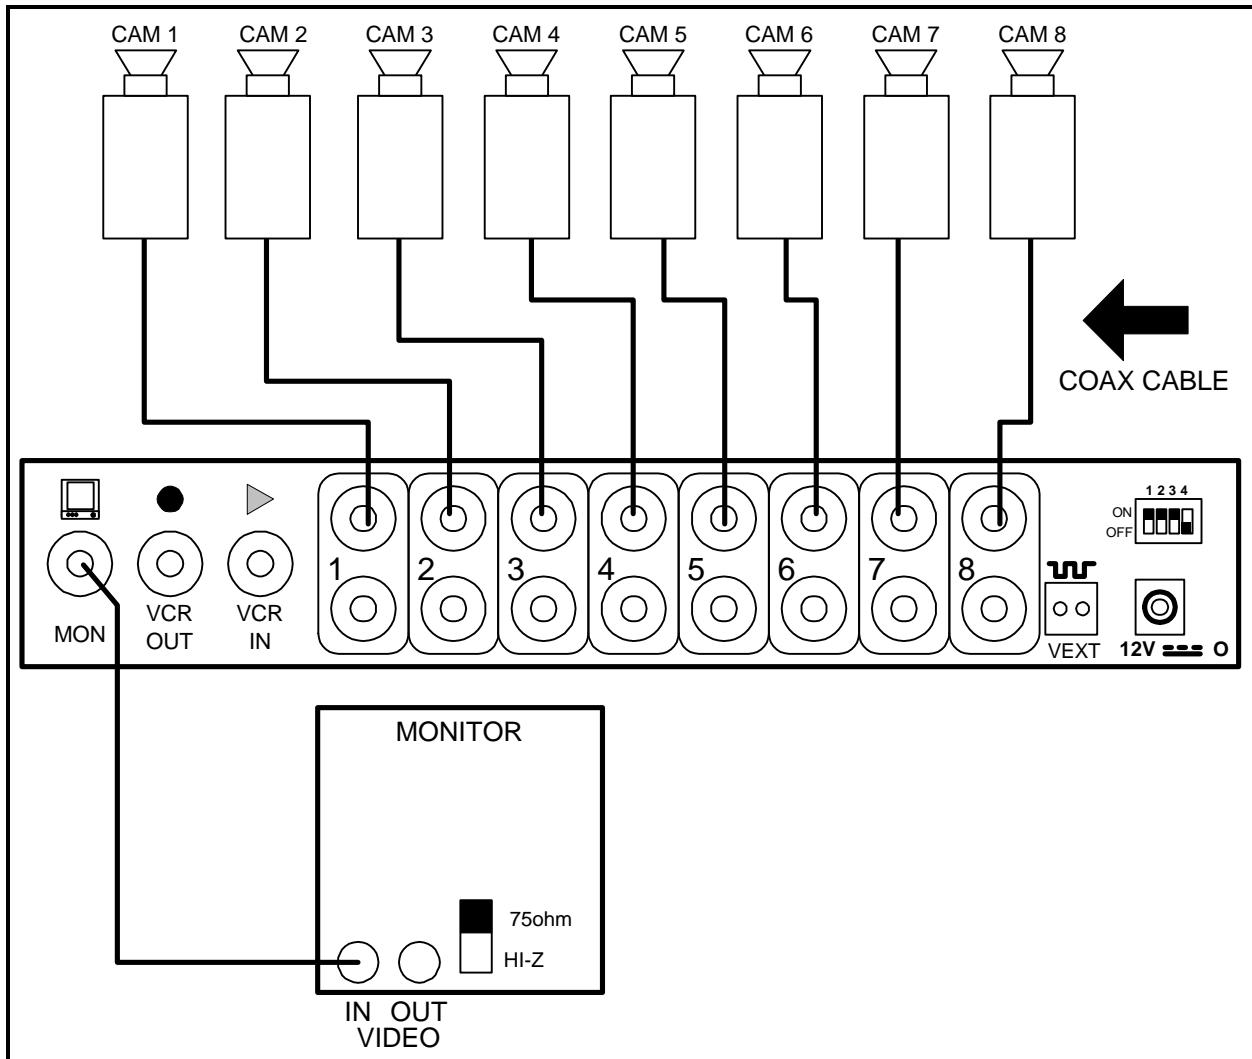 CAM 1 CAM 2 CAM 3 CAM 4 CAM 5 CAM 6 CAM 7 CAM 8
COAX CABLE
1 2 3 4
ON
OFF
1 2 3 4 5 6 7 8
MON
VCR
OUT
VCR
IN
VEXT
12V O
MONITOR
75ohm
HI-Z
IN OUT
VIDEO